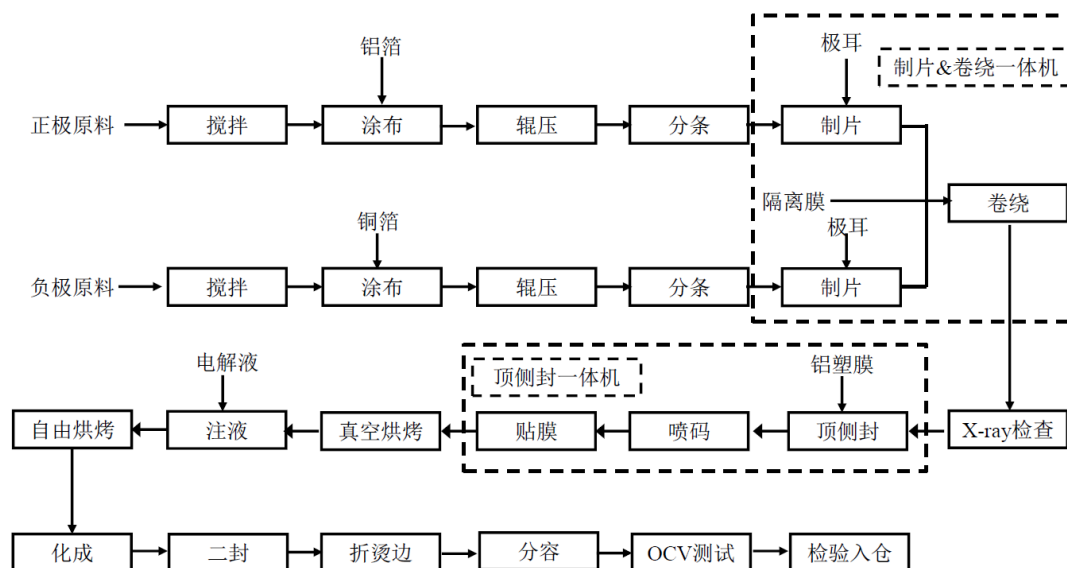 铝箔
极耳
制片&卷绕一体机
正极原料
搅拌
涂布
辊压
分条
制片
隔离膜
卷绕
铜箔
极耳
负极原料
搅拌
涂布
辊压
分条
制片
电解液
顶侧封一体机
铝塑膜
自由烘烤
注液
真空烘烤
贴膜
喷码
顶侧封
X-ray检查
化成
二封
折烫边
分容
OCV测试
检验入仓